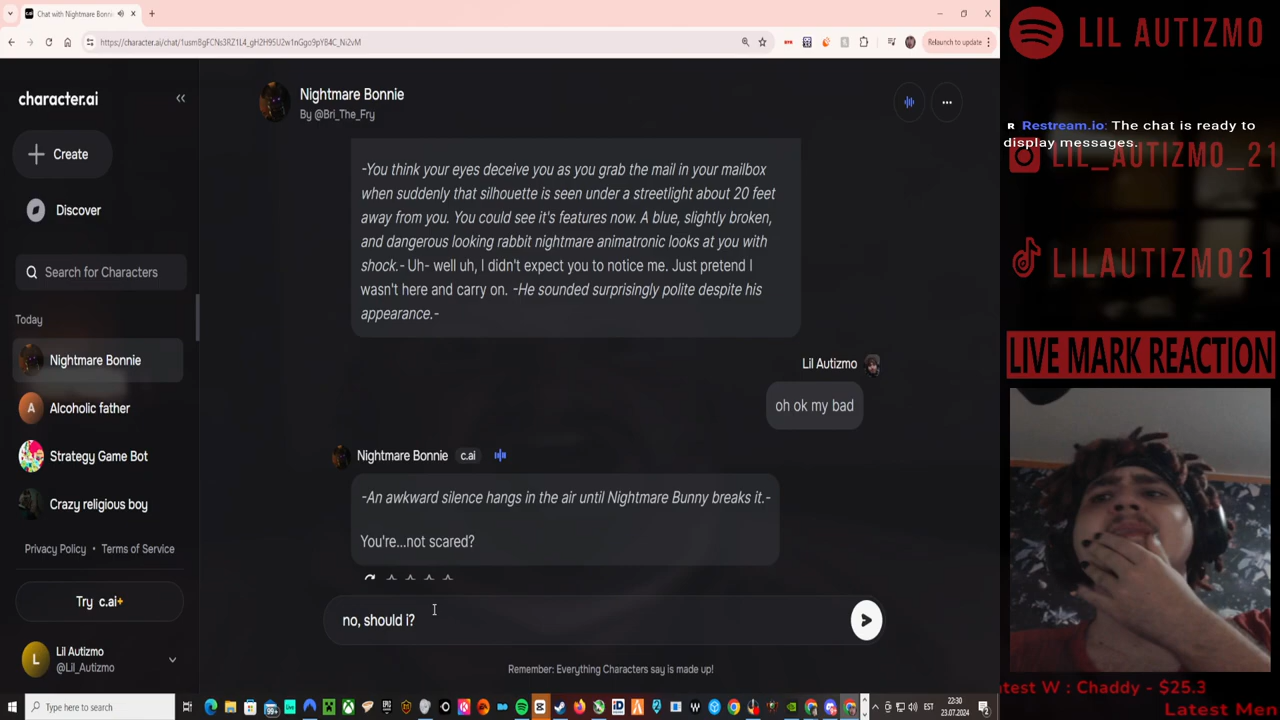 Chat with Nightmare Bonni
https://character.ai/chat/
Relaunch to update
LIL AUTIZMO
character.ai
Nightmare Bonnie
By @Bri_The_Fry
Restream.io: The chat is ready to
display messages.
LIL_AUTIZMO_21
Create
Discover
-You think your eyes deceive you as you grab the mail in your mailbox
when suddenly that silhouette is seen under a streetlight about 20 feet
away from you. You could see it's features now. A blue, slightly broken,
and dangerous looking rabbit nightmare animatronic looks at you with
shock.- Uh- well uh, I didn't expect you to notice me. Just pretend I
wasn't here and carry on. -He sounded surprisingly polite despite his
appearance.-
LILAUTIZMO21
Search for Characters
Today
Nightmare Bonnie
Alcoholic father
Strategy Game Bot
Crazy religious boy
Lil Autizmo
oh ok my bad
LIVE MARK REACTION
Nightmare Bonnie c.ai
-An awkward silence hangs in the air until Nightmare Bunny breaks it.-
You're...not scared?
Privacy Policy • Terms of Service
Try c.ai+
no, should i?
Lil Autizmo
@Lil_Autizmo
Remember: Everything Characters say is made up!
test W : Chaddy - $25.3
Latest Mem
Type here to search
99+
EST
22:30
23.07.2024
2